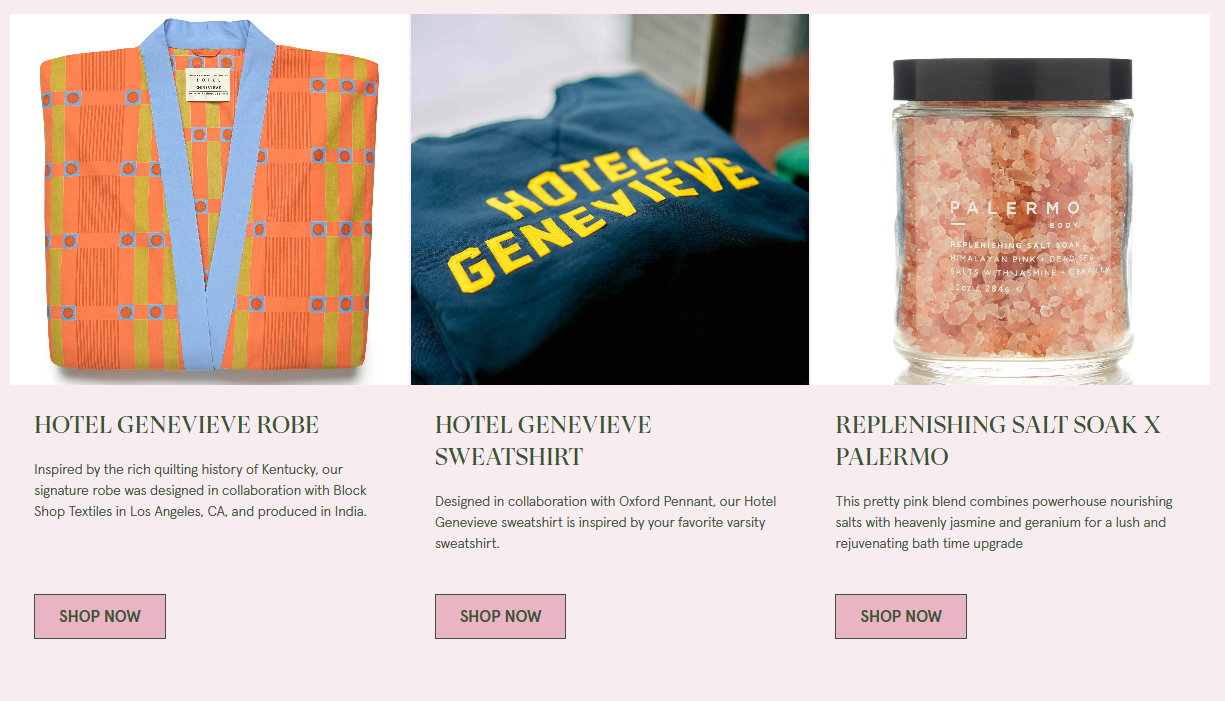 HOTEL
GENEVIEVE
HOTEL
GENEVIEVE
PALERMO
BODY
REPLENISHING SALT SOAK
HIMALAYAN PINK + DEAD SEA
SALTS WITH JASMINE + GERANIUM
10oz / 284g
HOTEL GENEVIEVE ROBE
Inspired by the rich quilting history of Kentucky, our
signature robe was designed in collaboration with Block
Shop Textiles in Los Angeles, CA, and produced in India.
SHOP NOW
HOTEL GENEVIEVE
SWEATSHIRT
Designed in collaboration with Oxford Pennant, our Hotel
Genevieve sweatshirt is inspired by your favorite varsity
sweatshirt.
SHOP NOW
REPLENISHING SALT SOAK X
PALERMO
This pretty pink blend combines powerhouse nourishing
salts with heavenly jasmine and geranium for a lush and
rejuvenating bath time upgrade
SHOP NOW